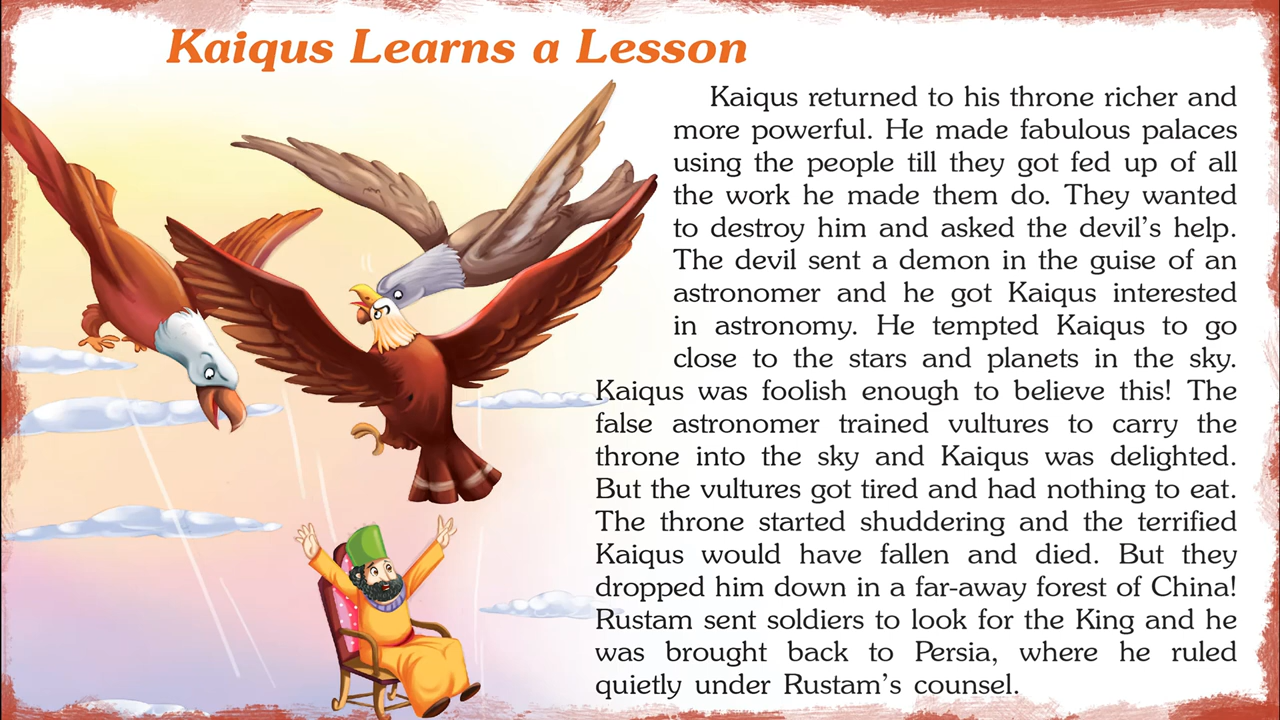 Kaiqus Learns a Lesson
Kaiqus returned to his throne richer and
more powerful. He made fabulous palaces
using the people till they got fed up of all
the work he made them do. They wanted
to destroy him and asked the devil's help.
The devil sent a demon in the guise of an
astronomer and he got Kaiqus interested
in astronomy. He tempted Kaiqus to go
close to the stars and planets in the sky.
Kaiqus was foolish enough to believe this! The
false astronomer trained vultures to carry the
throne into the sky and Kaiqus was delighted.
But the vultures got tired and had nothing to eat.
The throne started shuddering and the terrified
Kaiqus would have fallen and died. But they
dropped him down in a far-away forest of China!
Rustam sent soldiers to look for the King and he
was brought back to Persia, where he ruled
quietly under Rustam's counsel.